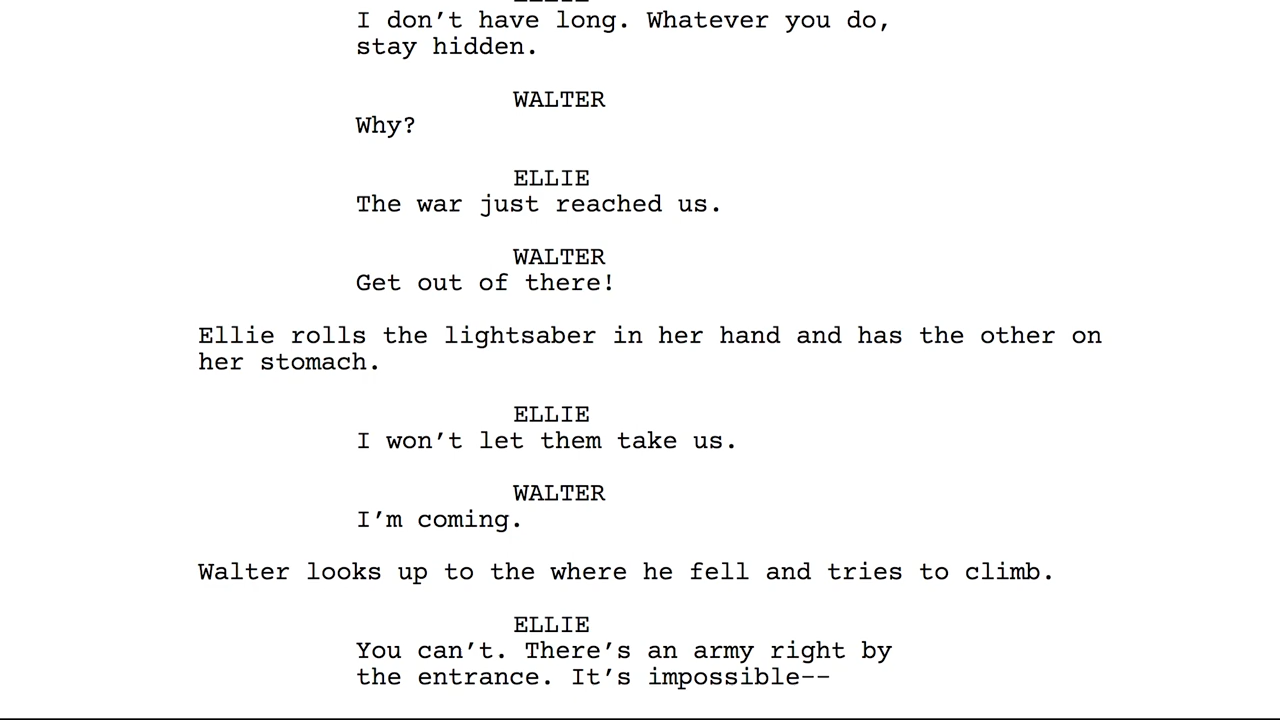 ELLIE
I don’t have long. Whatever you do,
stay hidden.
WALTER
Why?
ELLIE
The war just reached us.
WALTER
Get out of there!
Ellie rolls the lightsaber in her hand and has the other on
her stomach.
ELLIE
I won’t let them take us.
WALTER
I’m coming.
Walter looks up to the where he fell and tries to climb.
ELLIE
You can’t. There’s an army right by
the entrance. It’s impossible--